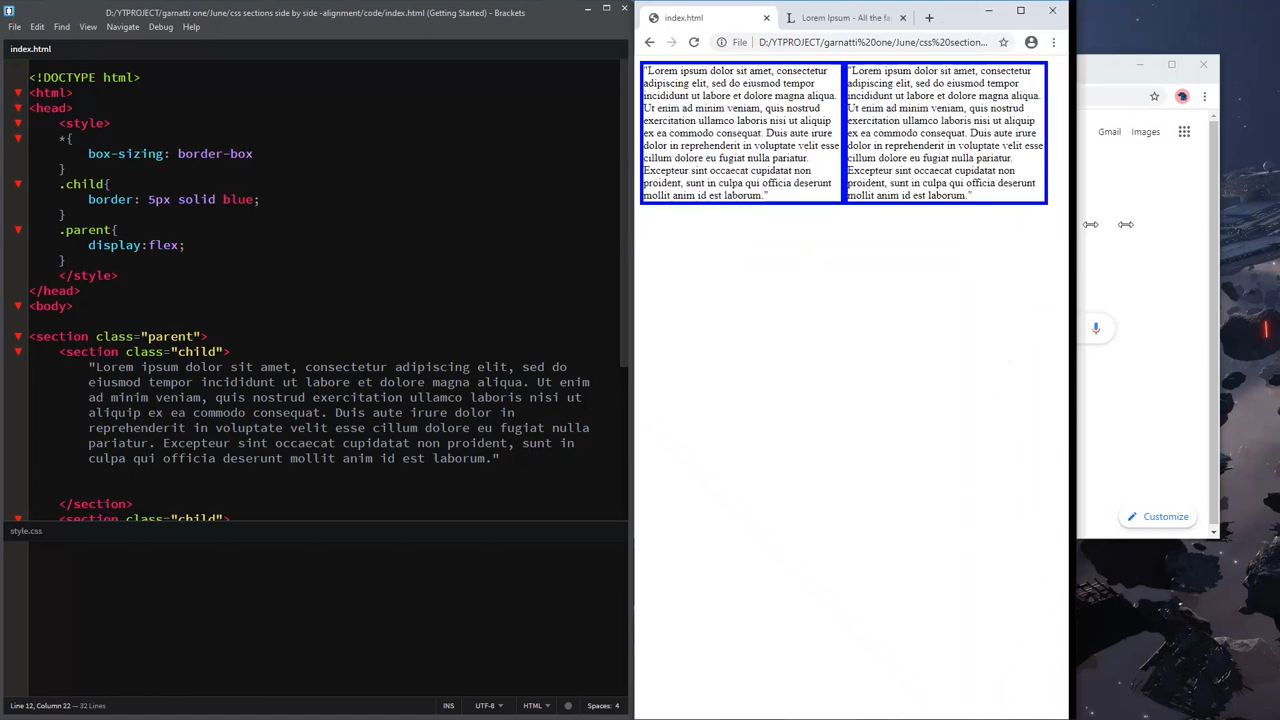 D:/YTPROJECT/garnatti one/June/css sections side by side -alignment/code/index.html (Getting Started) - Brackets
File Edit Find View Navigate Debug Help
index.html
<!DOCTYPE html>
<html>
<head>
<style>
*{
box-sizing: border-box
}
.child{
border: 5px solid blue;
}
.parent{
display:flex;
}
</style>
</head>
<body>
<section class="parent">
<section class="child">
"Lorem ipsum dolor sit amet, consectetur adipiscing elit, sed do
eiusmod tempor incididunt ut labore et dolore magna aliqua. Ut enim
ad minim veniam, quis nostrud exercitation ullamco laboris nisi ut
aliquip ex ea commodo consequat. Duis aute irure dolor in
reprehenderit in voluptate velit esse cillum dolore eu fugiat nulla
pariatur. Excepteur sint occaecat cupidatat non proident, sunt in
culpa qui officia deserunt mollit anim id est laborum."
</section>
<section class="child">
style.css
Line 12, Column 22 — 32 Lines
INS UTF-8 HTML Spaces: 4
index.html
Lorem Ipsum - All the fa
File D:/YTPROJECT/garnatti%20one/June/css%20section...
"Lorem ipsum dolor sit amet, consectetur
adipiscing elit, sed do eiusmod tempor
incididunt ut labore et dolore magna aliqua.
Ut enim ad minim veniam, quis nostrud
exercitation ullamco laboris nisi ut aliquip
ex ea commodo consequat. Duis aute irure
dolor in reprehenderit in voluptate velit esse
cillum dolore eu fugiat nulla pariatur.
Excepteur sint occaecat cupidatat non
proident, sunt in culpa qui officia deserunt
mollit anim id est laborum."
"Lorem ipsum dolor sit amet, consectetur
adipiscing elit, sed do eiusmod tempor
incididunt ut labore et dolore magna aliqua.
Ut enim ad minim veniam, quis nostrud
exercitation ullamco laboris nisi ut aliquip
ex ea commodo consequat. Duis aute irure
dolor in reprehenderit in voluptate velit esse
cillum dolore eu fugiat nulla pariatur.
Excepteur sint occaecat cupidatat non
proident, sunt in culpa qui officia deserunt
mollit anim id est laborum."
Gmail Images
Customize